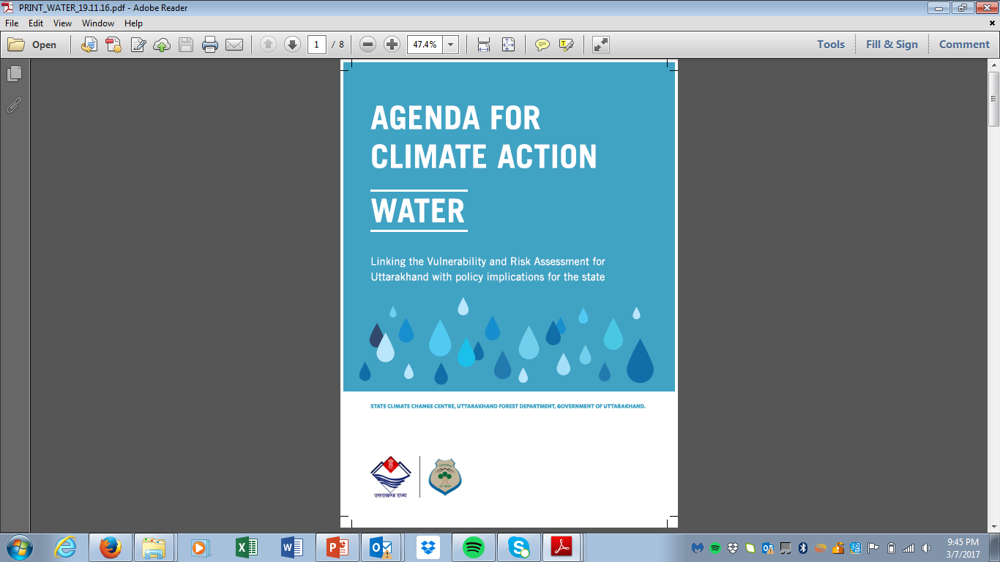 PRINT_WATER_19.11.16.pdf - Adobe Reader
File Edit View Window Help
Open 1 / 8 47.4% Tools Fill & Sign Comment
AGENDA FOR
CLIMATE ACTION
WATER
Linking the Vulnerability and Risk Assessment for
Uttarakhand with policy implications for the state
STATE CLIMATE CHANGE CENTRE, UTTARAKHAND FOREST DEPARTMENT, GOVERNMENT OF UTTARAKHAND.
उत्तराखण्ड राज्य
9:45 PM
3/7/2017